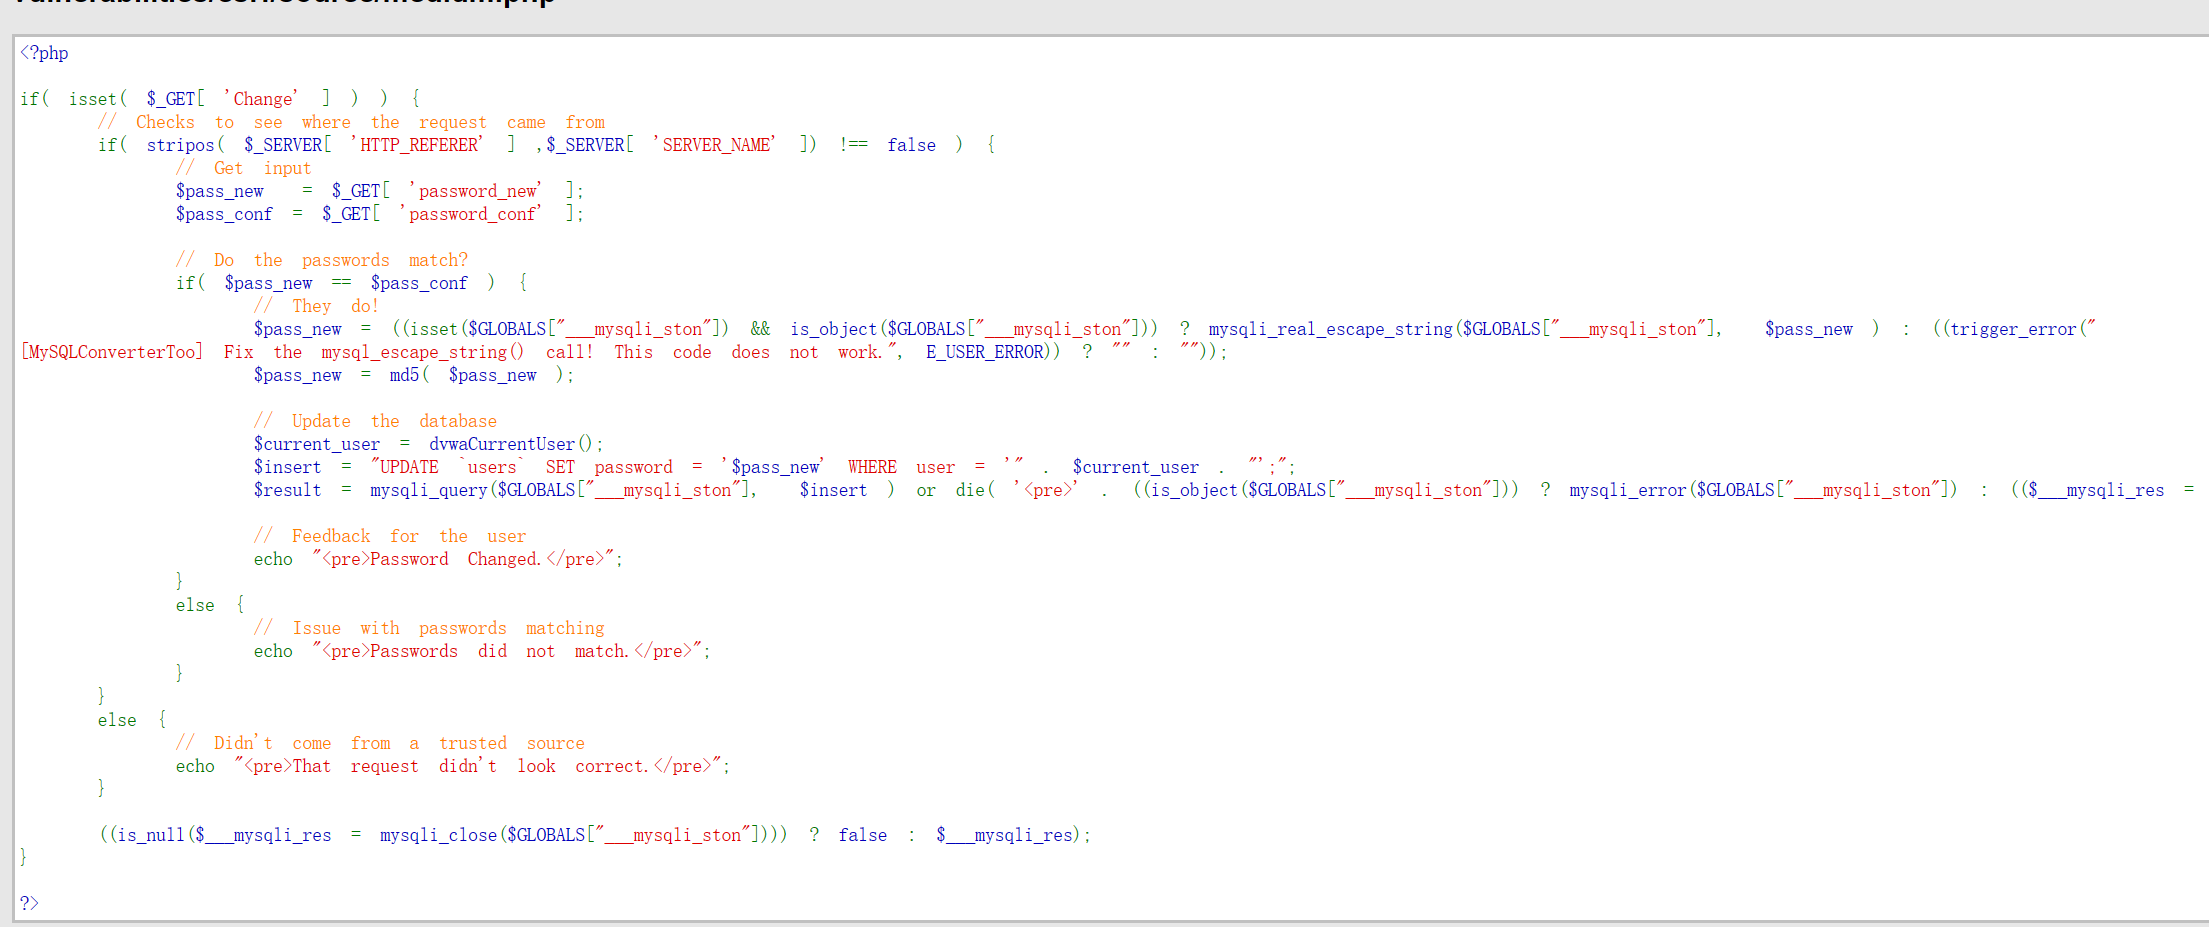 vulnerabilities/csrf/source/medium.php
<?php
if( isset( $_GET[ 'Change' ] ) ) {
// Checks to see where the request came from
if( stripos( $_SERVER[ 'HTTP_REFERER' ] ,$_SERVER[ 'SERVER_NAME' ]) !== false ) {
// Get input
$pass_new = $_GET[ 'password_new' ];
$pass_conf = $_GET[ 'password_conf' ];
// Do the passwords match?
if( $pass_new == $pass_conf ) {
// They do!
$pass_new = ((isset($GLOBALS["___mysqli_ston"]) && is_object($GLOBALS["___mysqli_ston"])) ? mysqli_real_escape_string($GLOBALS["___mysqli_ston"], $pass_new ) : ((trigger_error("
[MySQLConverterToo] Fix the mysql_escape_string() call! This code does not work.", E_USER_ERROR)) ? "" : ""));
$pass_new = md5( $pass_new );
// Update the database
$current_user = dvwaCurrentUser();
$insert = "UPDATE `users` SET password = '$pass_new' WHERE user = '" . $current_user . "';";
$result = mysqli_query($GLOBALS["___mysqli_ston"], $insert ) or die( '<pre>' . ((is_object($GLOBALS["___mysqli_ston"])) ? mysqli_error($GLOBALS["___mysqli_ston"]) : (($___mysqli_res =
// Feedback for the user
echo "<pre>Password Changed.</pre>";
}
else {
// Issue with passwords matching
echo "<pre>Passwords did not match.</pre>";
}
}
else {
// Didn't come from a trusted source
echo "<pre>That request didn't look correct.</pre>";
}
((is_null($___mysqli_res = mysqli_close($GLOBALS["___mysqli_ston"]))) ? false : $___mysqli_res);
}
?>